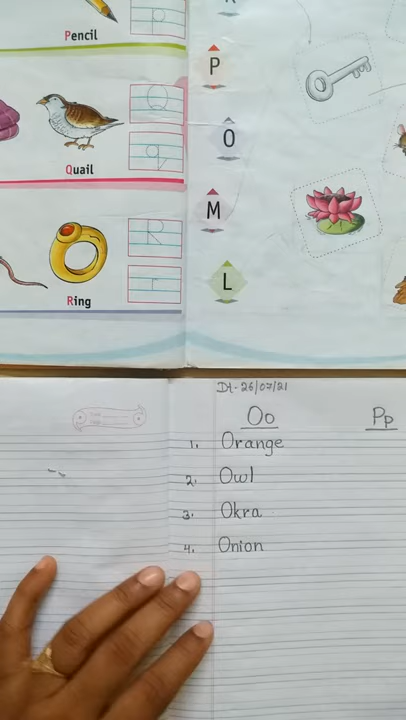 Pencil
P
P
O
Q
q
Quail
M
R
r
Ring
L
Dt-26/07/21
Oo
Pp
1. Orange
2. Owl
3. Okra
4. Onion